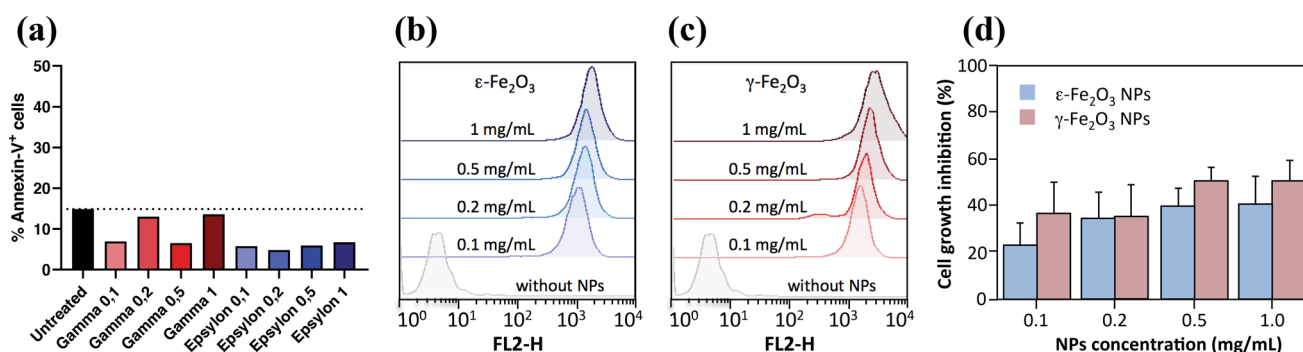 (a)
% Annexin-V⁺ cells
50
40
30
20
10
0
Untreated
Gamma 0,1
Gamma 0,2
Gamma 0,5
Gamma 1
Epsylon 0,1
Epsylon 0,2
Epsylon 0,5
Epsylon 1
(b)
ε-Fe₂O₃
1 mg/mL
0.5 mg/mL
0.2 mg/mL
0.1 mg/mL
without NPs
10⁰ 10¹ 10² 10³ 10⁴
FL2-H
(c)
γ-Fe₂O₃
1 mg/mL
0.5 mg/mL
0.2 mg/mL
0.1 mg/mL
without NPs
10⁰ 10¹ 10² 10³ 10⁴
FL2-H
(d)
Cell growth inhibition (%)
100
80
60
40
20
0
ε-Fe₂O₃ NPs
γ-Fe₂O₃ NPs
0.1 0.2 0.5 1.0
NPs concentration (mg/mL)